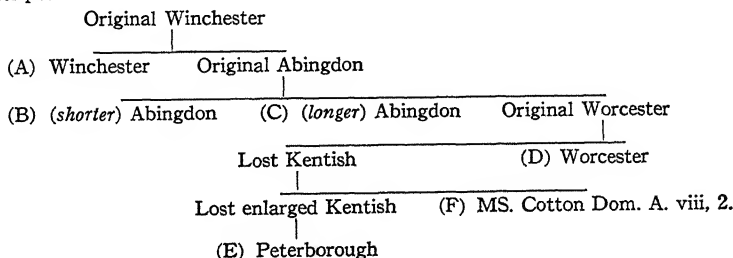 Original Winchester
(A) Winchester Original Abingdon
(B) (shorter) Abingdon (C) (longer) Abingdon Original Worcester
Lost Kentish (D) Worcester
Lost enlarged Kentish (F) MS. Cotton Dom. A. viii, 2.
(E) Peterborough